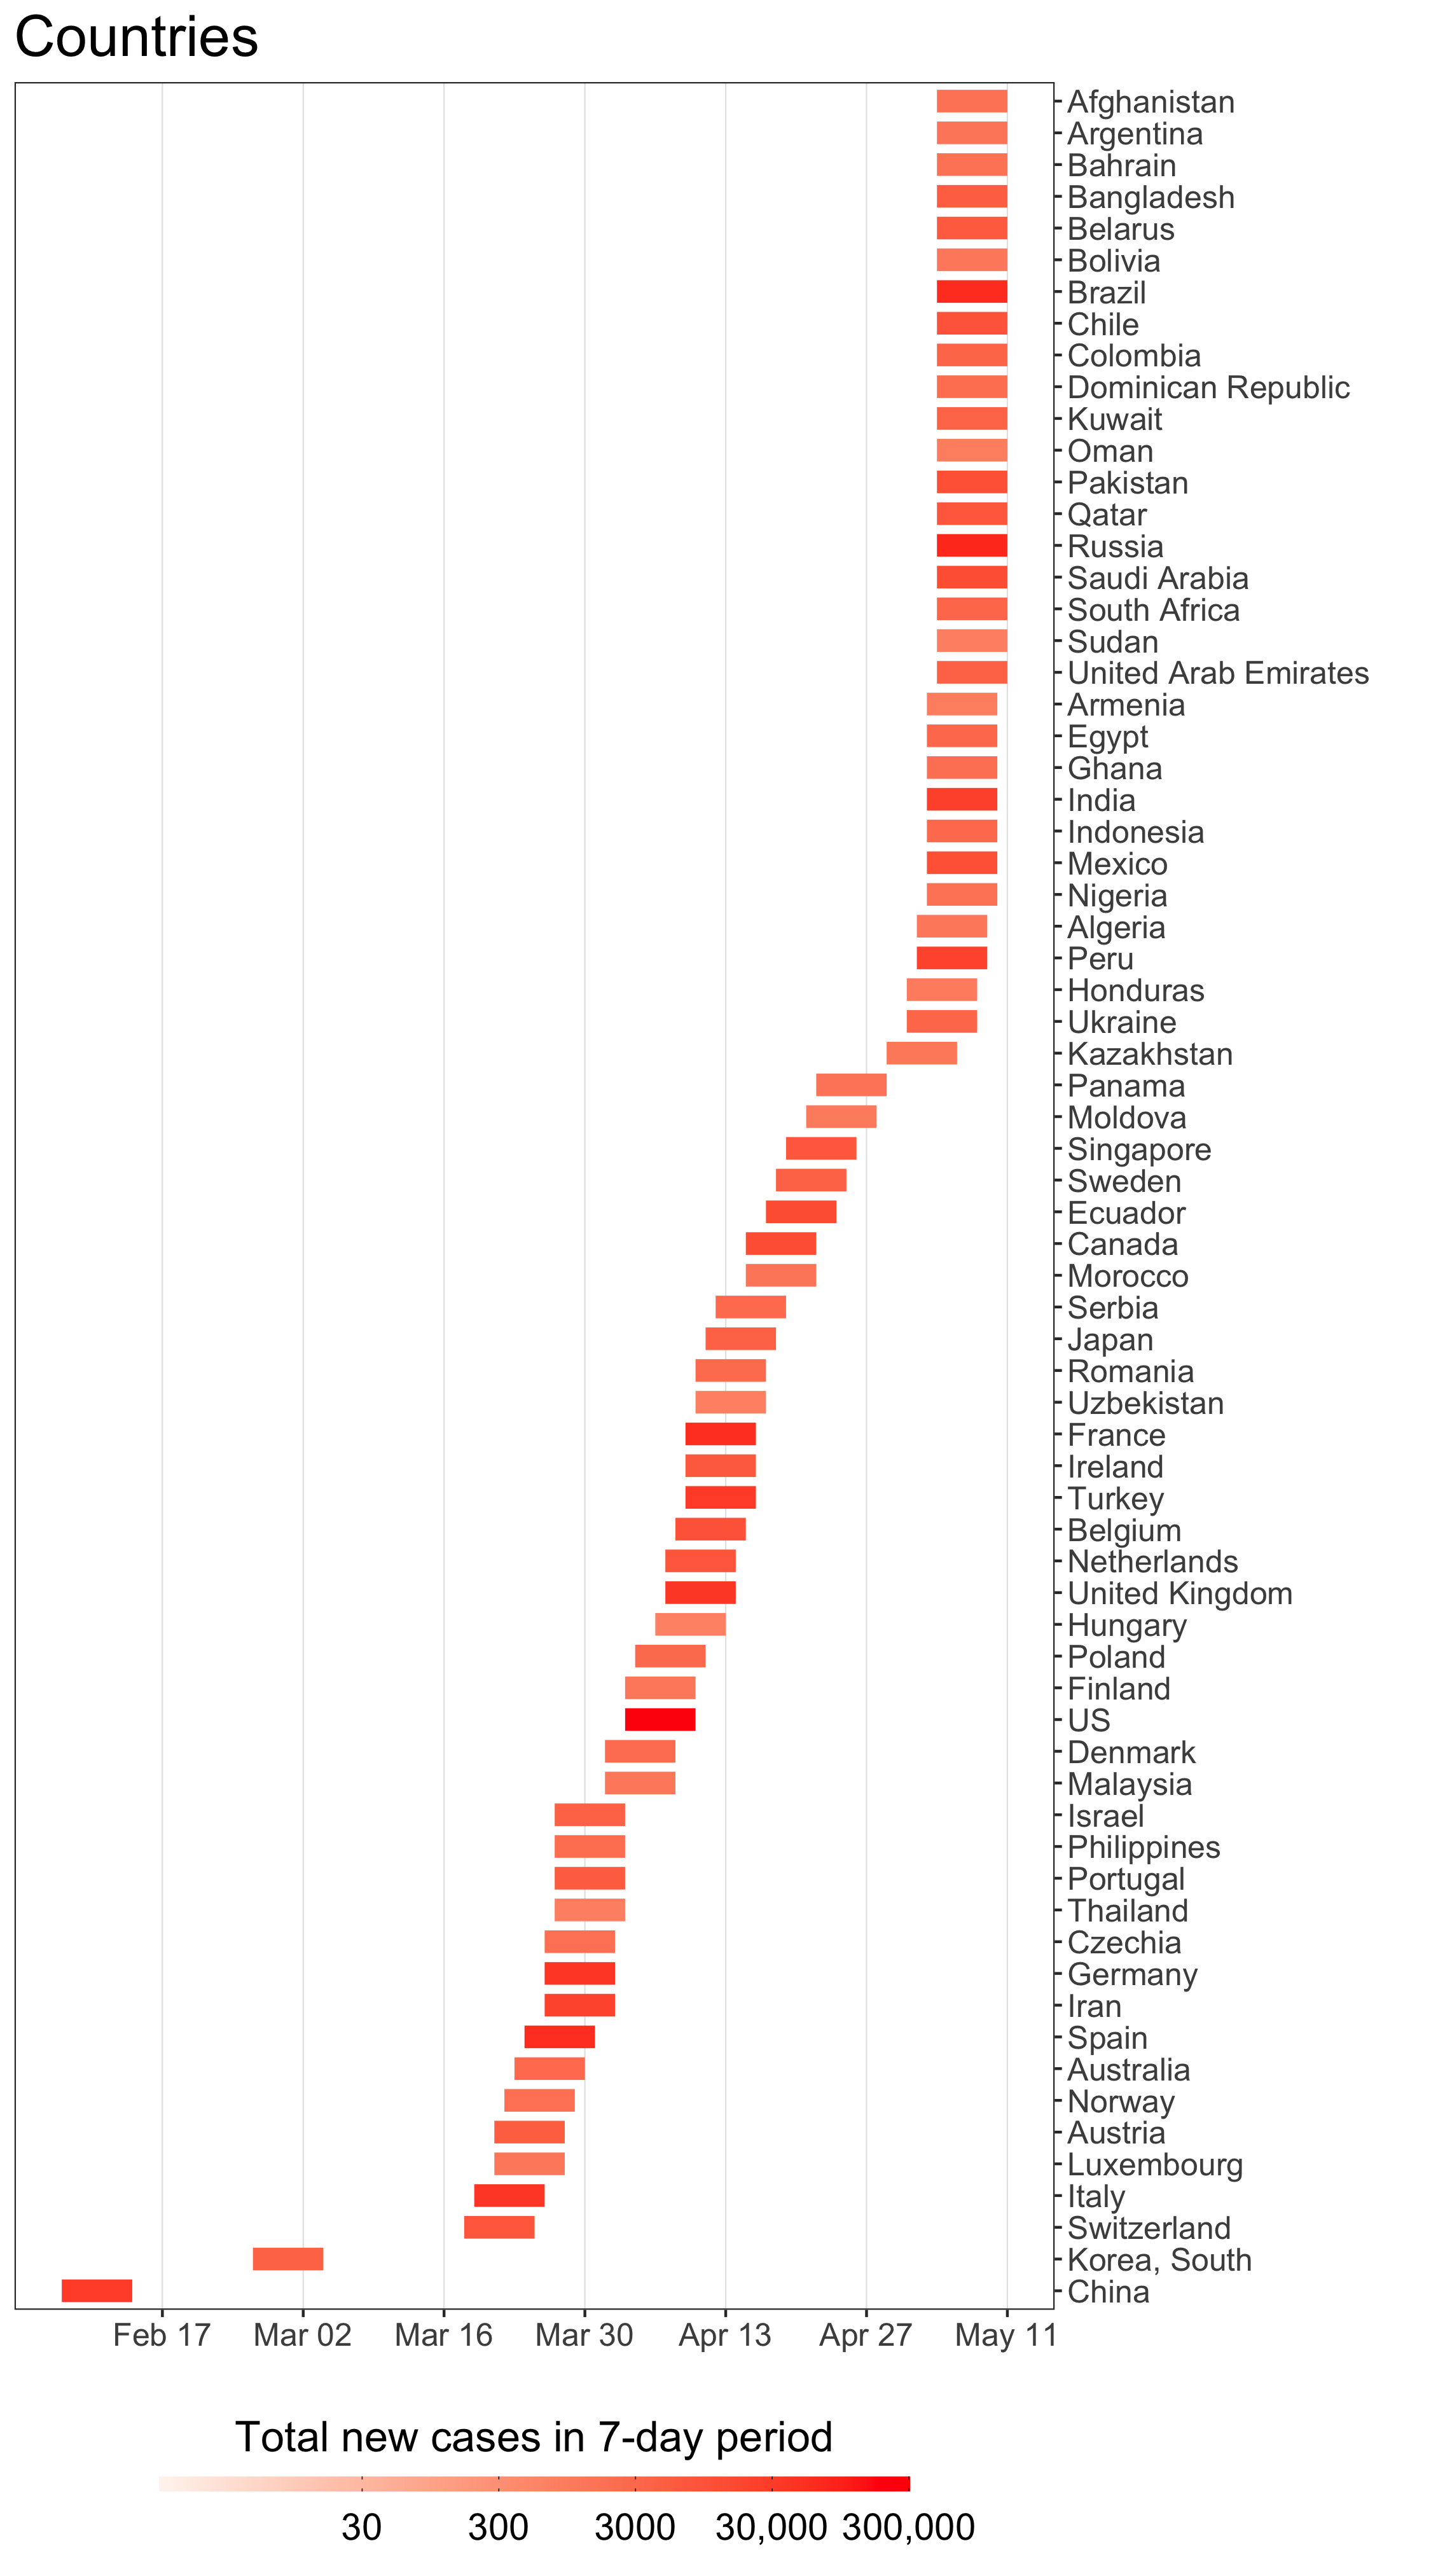 Countries
Afghanistan
Argentina
Bahrain
Bangladesh
Belarus
Bolivia
Brazil
Chile
Colombia
Dominican Republic
Kuwait
Oman
Pakistan
Qatar
Russia
Saudi Arabia
South Africa
Sudan
United Arab Emirates
Armenia
Egypt
Ghana
India
Indonesia
Mexico
Nigeria
Algeria
Peru
Honduras
Ukraine
Kazakhstan
Panama
Moldova
Singapore
Sweden
Ecuador
Canada
Morocco
Serbia
Japan
Romania
Uzbekistan
France
Ireland
Turkey
Belgium
Netherlands
United Kingdom
Hungary
Poland
Finland
US
Denmark
Malaysia
Israel
Philippines
Portugal
Thailand
Czechia
Germany
Iran
Spain
Australia
Norway
Austria
Luxembourg
Italy
Switzerland
Korea, South
China
Feb 17 Mar 02 Mar 16 Mar 30 Apr 13 Apr 27 May 11
Total new cases in 7-day period
30 300 3000 30,000 300,000